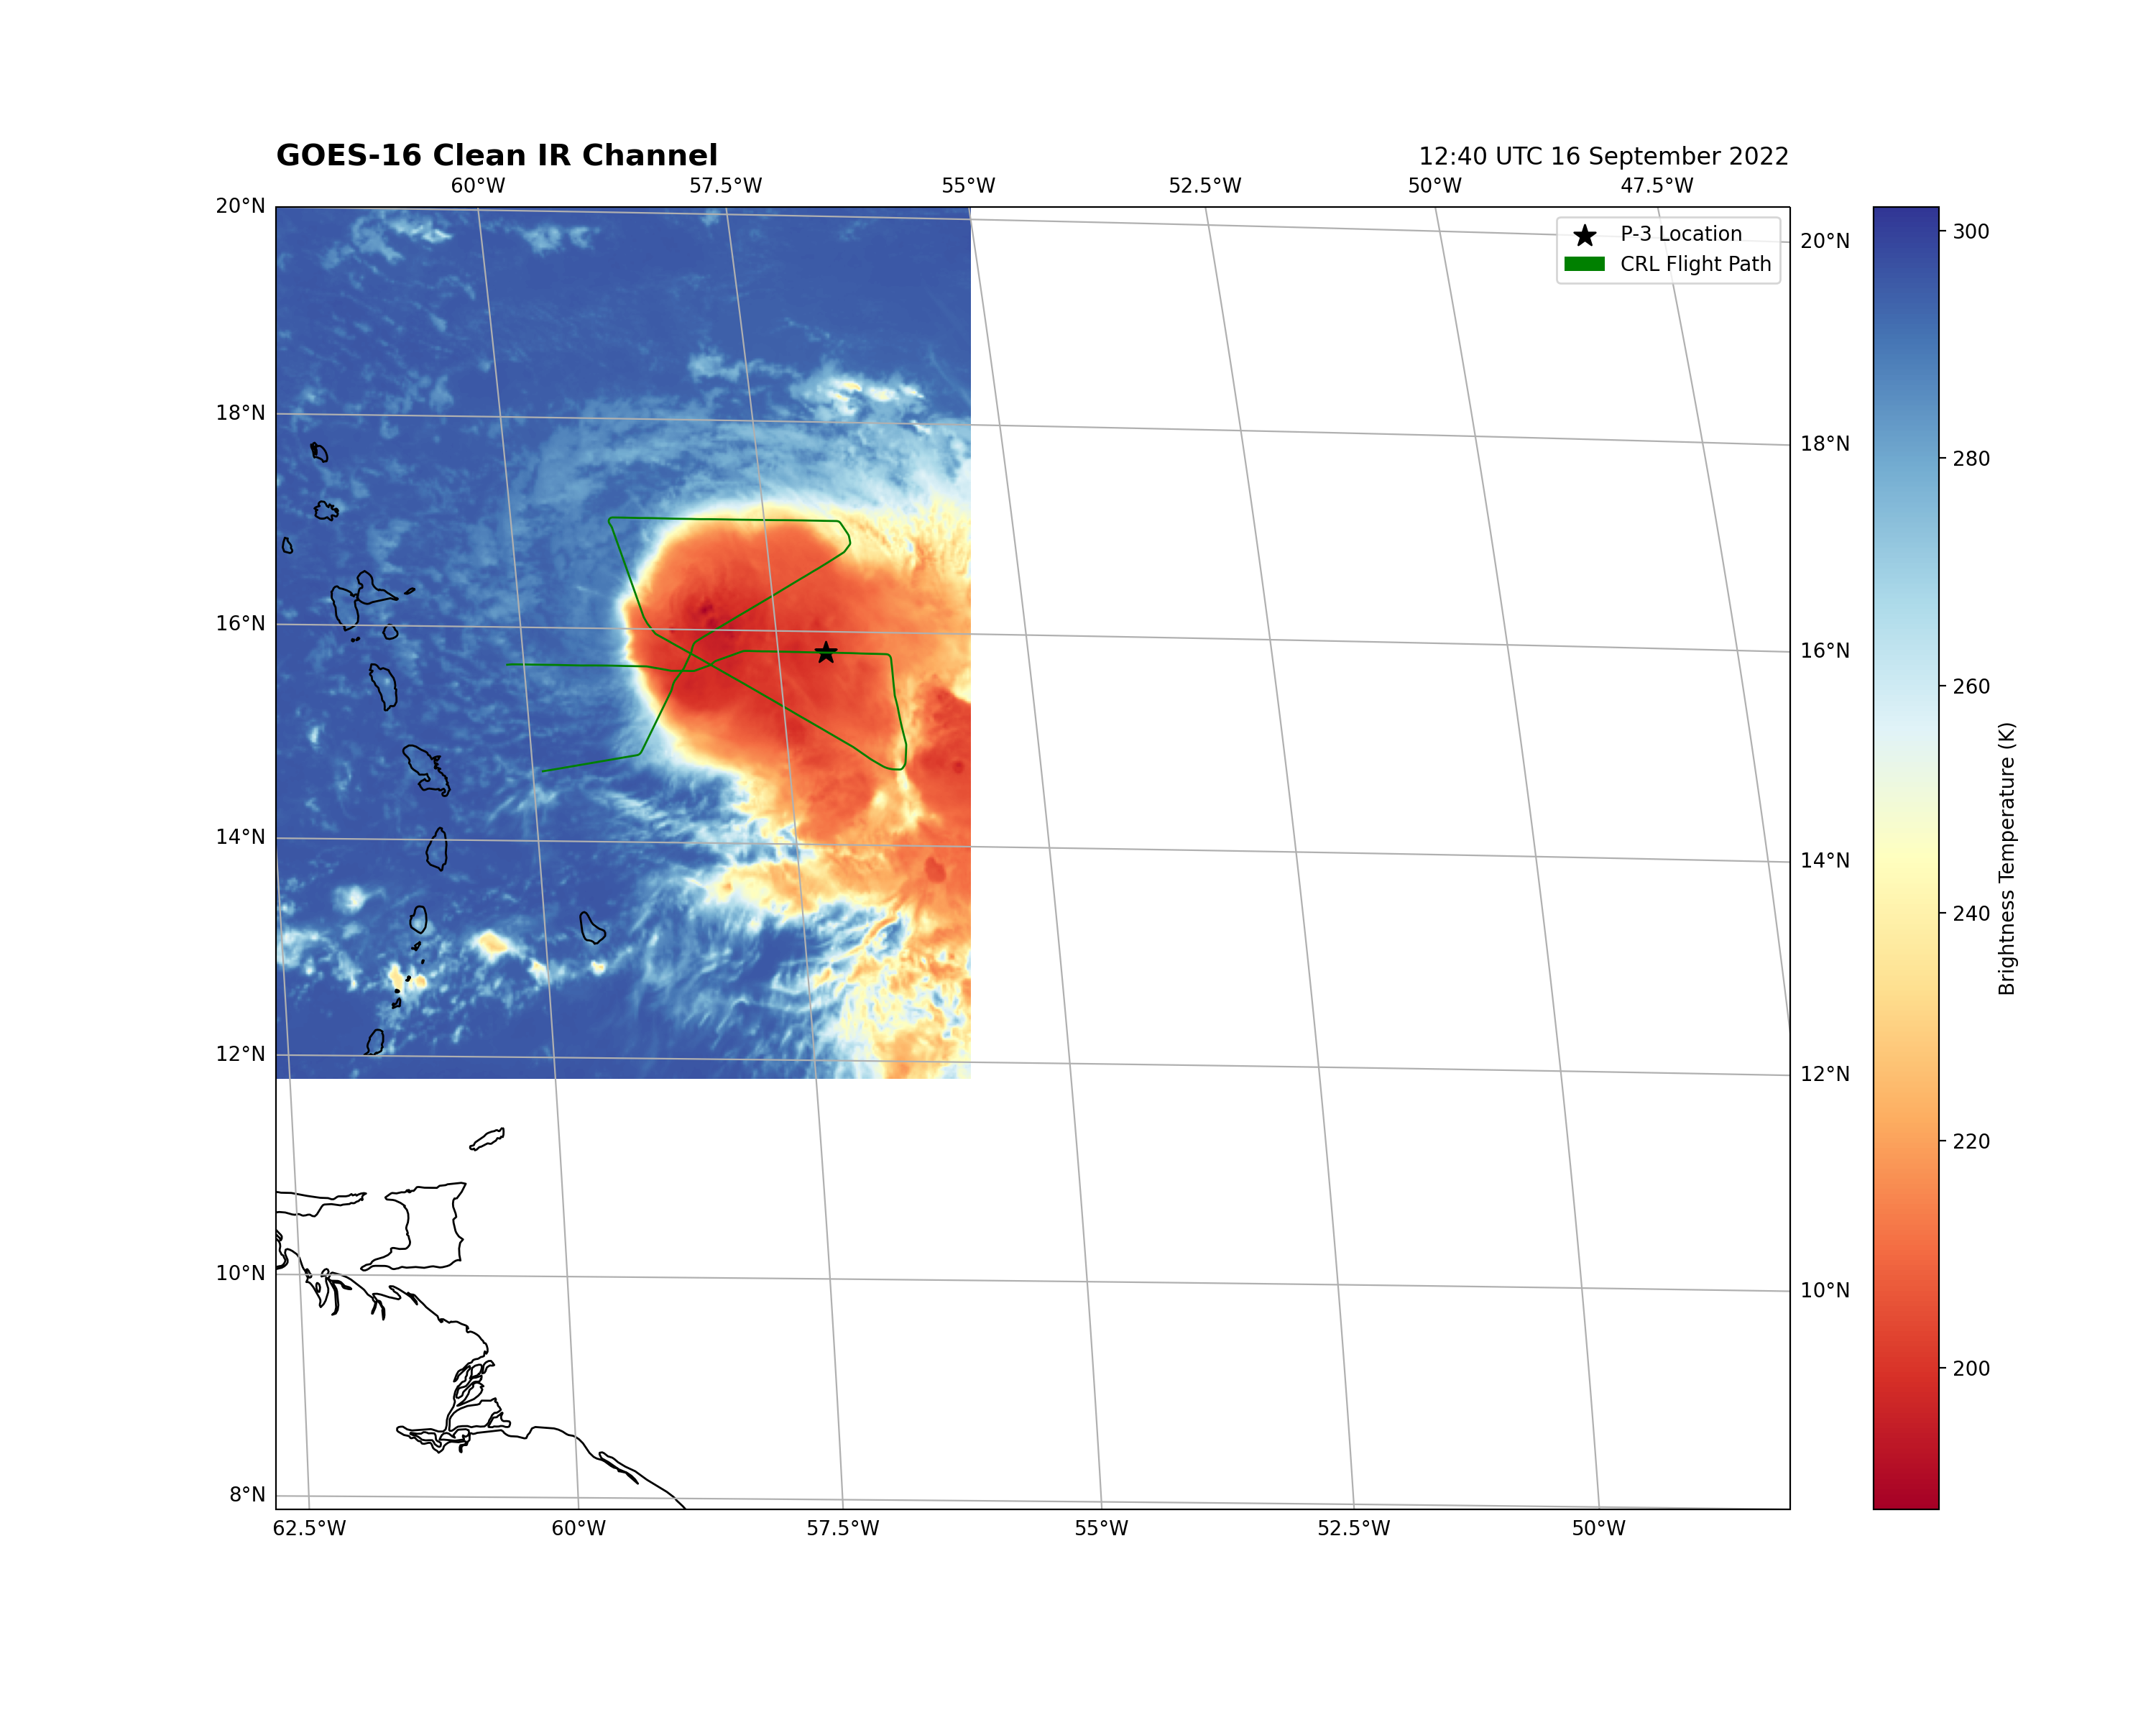 GOES-16 Clean IR Channel
12:40 UTC 16 September 2022
60°W 57.5°W 55°W 52.5°W 50°W 47.5°W
20°N
P-3 Location
CRL Flight Path
20°N
300
18°N
18°N
280
16°N
16°N
260
14°N
14°N
240
12°N
12°N
220
10°N
10°N
200
8°N
Brightness Temperature (K)
62.5°W 60°W 57.5°W 55°W 52.5°W 50°W